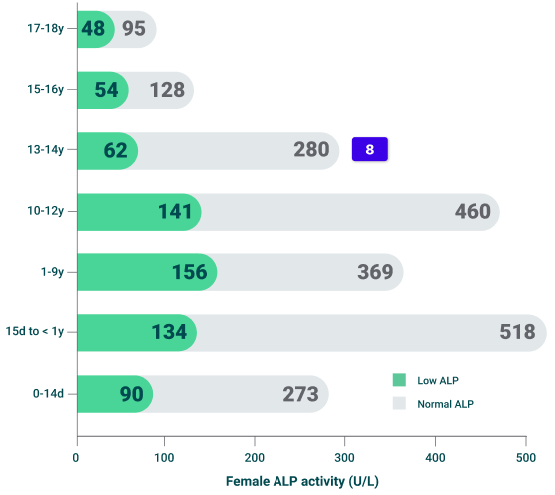 17-18y 48 95
15-16y 54 128
13-14y 62 280 8
10-12y 141 460
1-9y 156 369
15d to < 1y 134 518
0-14d 90 273
Low ALP
Normal ALP
0 100 200 300 400 500
Female ALP activity (U/L)